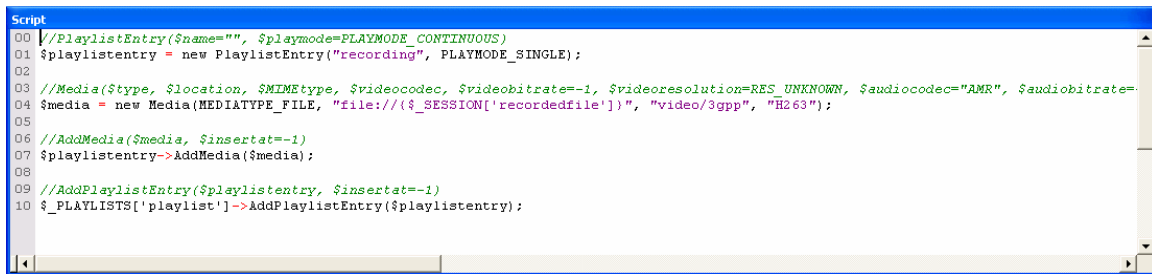 Script
00 //PlaylistEntry($name="", $playmode=PLAYMODE_CONTINUOUS)
01 $playlistentry = new PlaylistEntry("recording", PLAYMODE_SINGLE);
02
03 //Media($type, $location, $MIMEtype, $videocodec, $videobitrate=-1, $videoresolution=RES_UNKNOWN, $audiocodec="AMR", $audiobitrate=-
04 $media = new Media(MEDIATYPE_FILE, "file://{$_SESSION['recordedfile']}", "video/3gpp", "H263");
05
06 //AddMedia($media, $insertat=-1)
07 $playlistentry->AddMedia($media);
08
09 //AddPlaylistEntry($playlistentry, $insertat=-1)
10 $_PLAYLISTS['playlist']->AddPlaylistEntry($playlistentry);